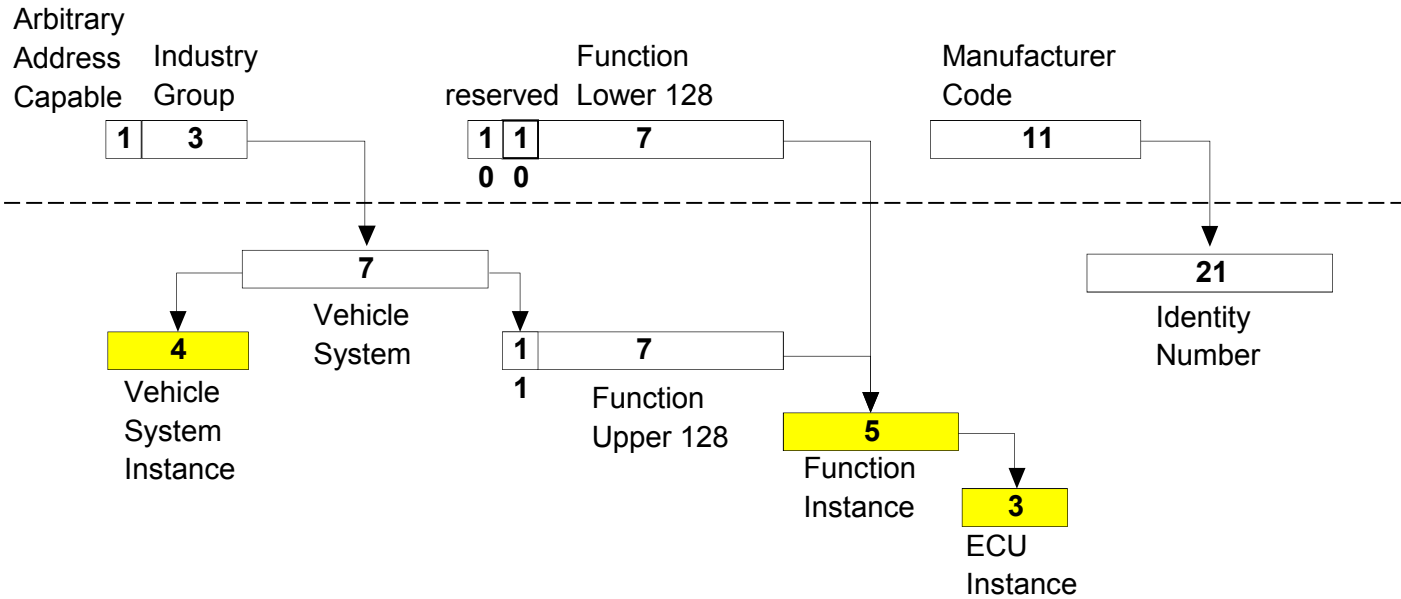 Arbitrary
Address
Capable
Industry
Group
reserved
Function
Lower 128
Manufacturer
Code
1 3
1 1 7
0 0
11
7
Vehicle
System
21
Identity
Number
4
Vehicle
System
Instance
1 7
1
Function
Upper 128
5
Function
Instance
3
ECU
Instance